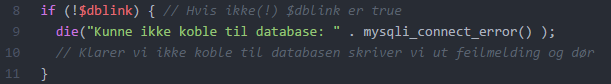 8 if (!$dblink) { // Hvis ikke(!) $dblink er true
9 die("Kunne ikke koble til database: " . mysqli_connect_error() );
10 // Klarer vi ikke koble til databasen skriver vi ut feilmelding og dør
11 }